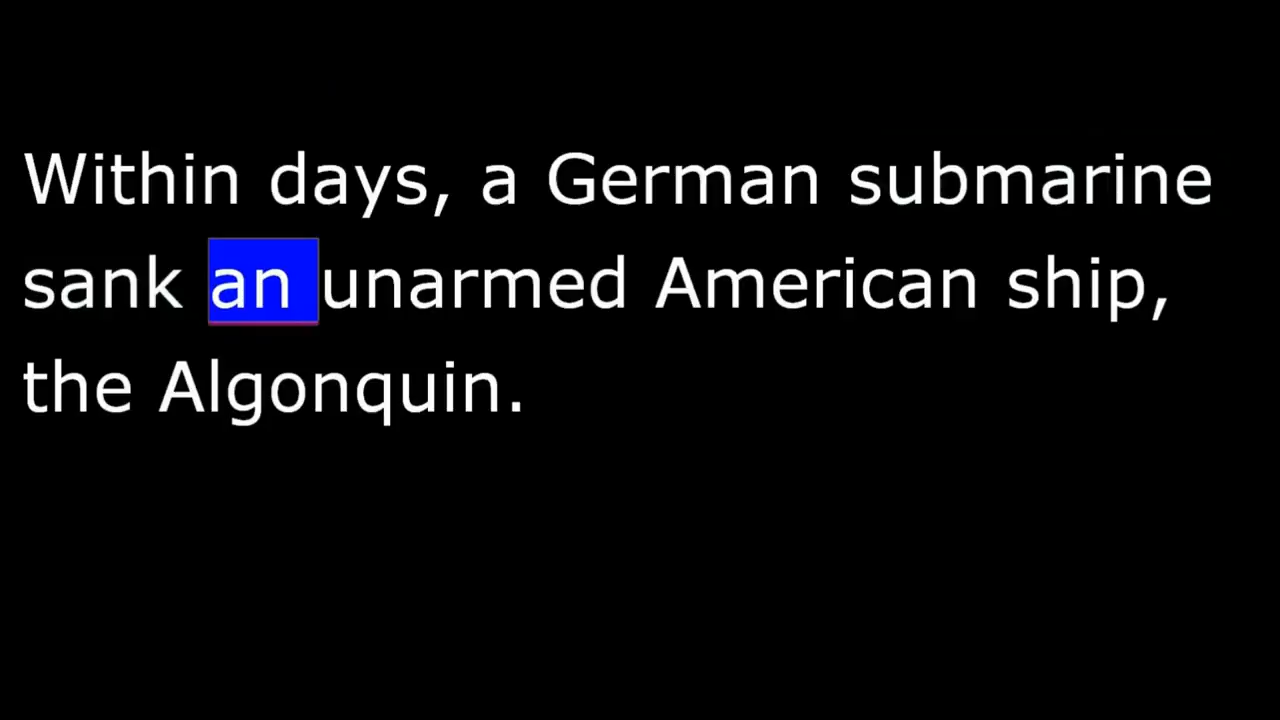 Within days, a German submarine
sank an unarmed American ship,
the Algonquin.